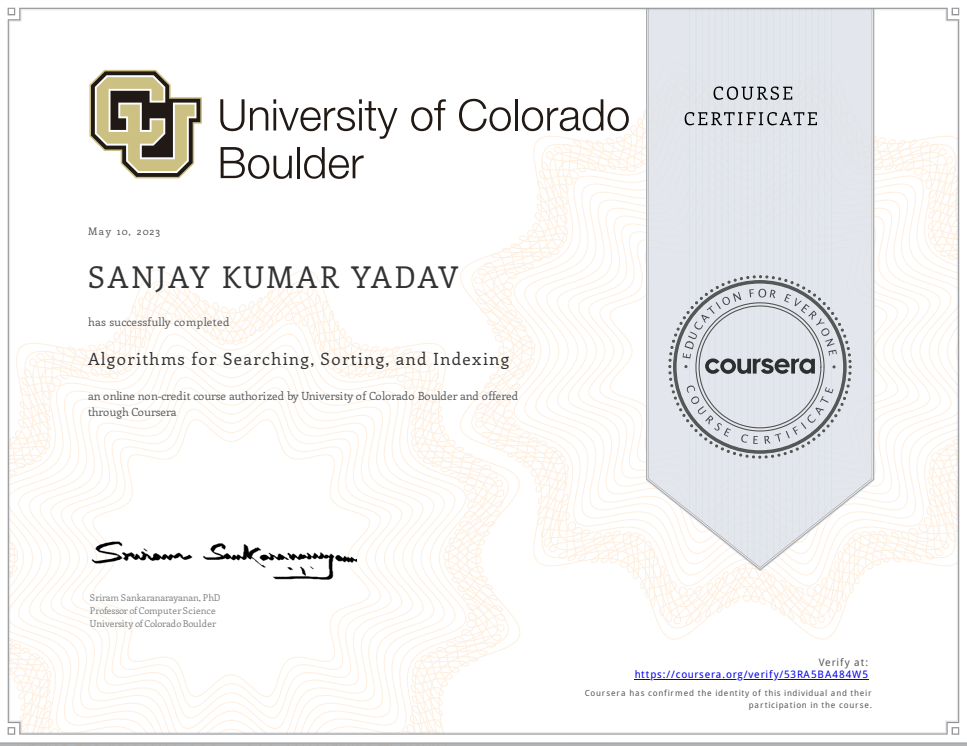 CU
University of Colorado
Boulder
COURSE
CERTIFICATE
May 10, 2023
SANJAY KUMAR YADAV
has successfully completed
Algorithms for Searching, Sorting, and Indexing
an online non-credit course authorized by University of Colorado Boulder and offered
through Coursera
EDUCATION FOR EVERYONE
coursera
COURSE CERTIFICATE
Sriram Sankaranarayanan
Sriram Sankaranarayanan, PhD
Professor of Computer Science
University of Colorado Boulder
Verify at:
https://coursera.org/verify/53RA5BA484W5
Coursera has confirmed the identity of this individual and their
participation in the course.